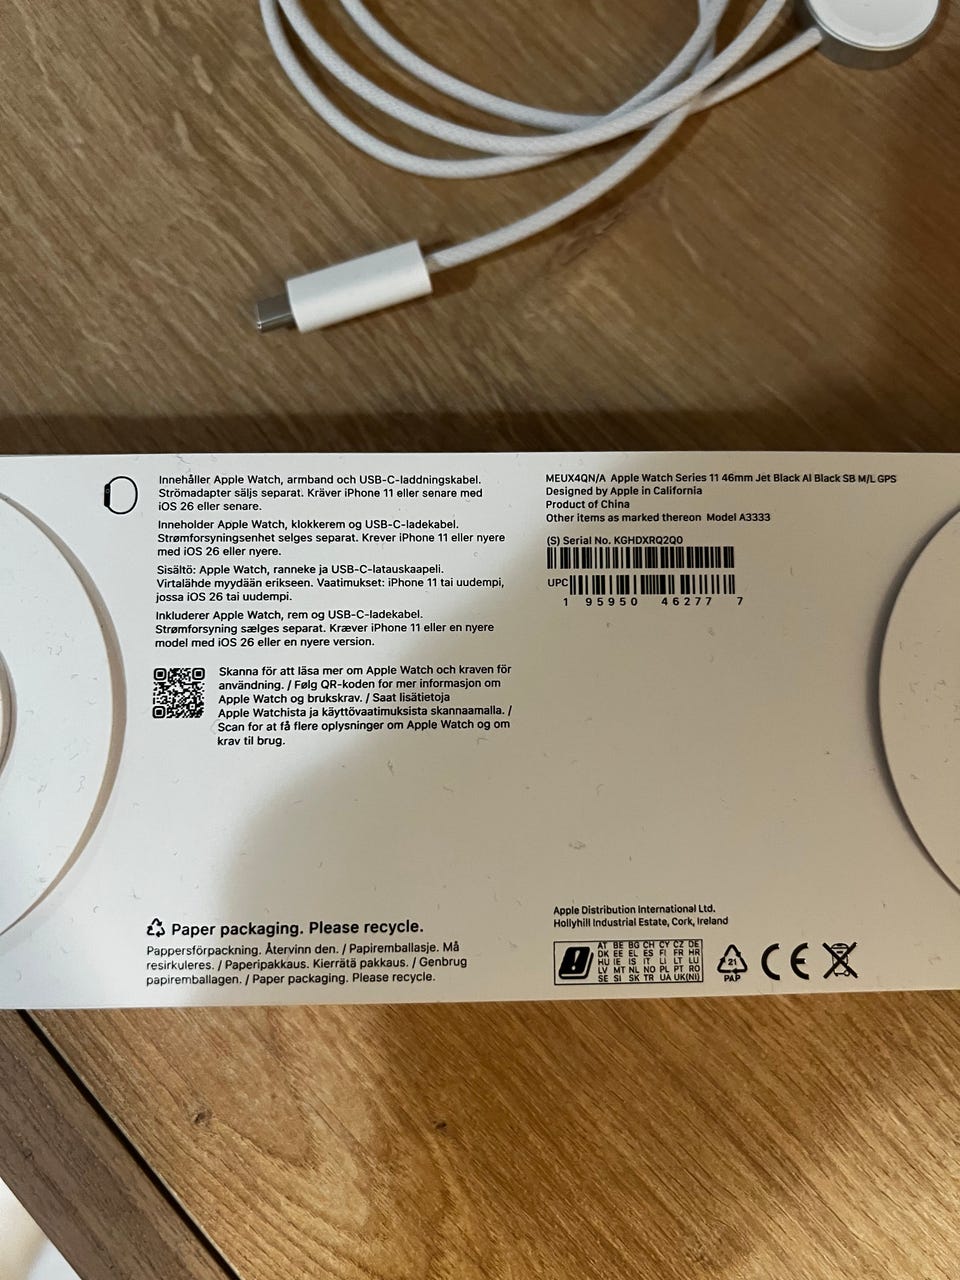 Innehåller Apple Watch, armband och USB-C-laddningskabel.
Strömadapter säljs separat. Kräver iPhone 11 eller senare med
iOS 26 eller senare.
Inneholder Apple Watch, klokkerem og USB-C-ladekabel.
Strømforsyningsenhet selges separat. Krever iPhone 11 eller nyere
med iOS 26 eller nyere.
Sisältö: Apple Watch, ranneke ja USB-C-latauskaapeli.
Virtalähde myydään erikseen. Vaatimukset: iPhone 11 tai uudempi,
jossa iOS 26 tai uudempi.
Inkluderer Apple Watch, rem og USB-C-ladekabel.
Strømforsyning sælges separat. Kræver iPhone 11 eller en nyere
model med iOS 26 eller en nyere version.
Skanna för att läsa mer om Apple Watch och kraven för
användning. / Følg QR-koden for mer informasjon om
Apple Watch og brukskrav. / Saat lisätietoja
Apple Watchista ja käyttövaatimuksista skannaamalla. /
Scan for at få flere oplysninger om Apple Watch og om
krav til brug.
MEUX4QN/A Apple Watch Series 11 46mm Jet Black Al Black SB M/L GPS
Designed by Apple in California
Product of China
Other items as marked thereon Model A3333
(S) Serial No. KGHDXRQ2Q0
UPC
1 95950 46277 7
Paper packaging. Please recycle.
Pappersförpackning. Återvinn den. / Papiremballasje. Må
resirkuleres. / Paperipakkaus. Kierrätä pakkaus. / Genbrug
papiremballagen. / Paper packaging. Please recycle.
Apple Distribution International Ltd.
Hollyhill Industrial Estate, Cork, Ireland
AT BE BG CH CY CZ DE
DK EE EL ES FI FR HR
HU IE IS IT LI LT LU
LV MT NL NO PL PT RO
SE SI SK TR UA UK(NI)
21
PAP
CE